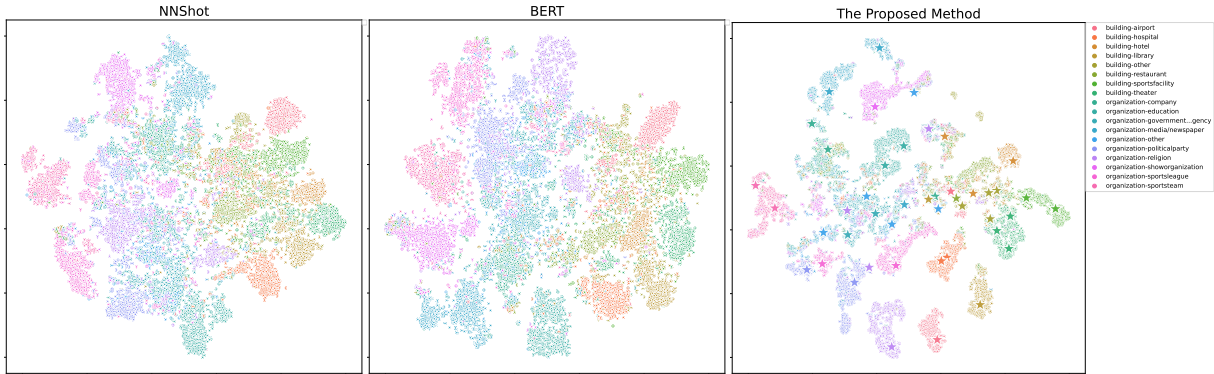 NNShot
BERT
The Proposed Method
building-airport
building-hospital
building-hotel
building-library
building-other
building-restaurant
building-sportsfacility
building-theater
organization-company
organization-education
organization-government...gency
organization-media/newspaper
organization-other
organization-politicalparty
organization-religion
organization-showorganization
organization-sportsleague
organization-sportsteam